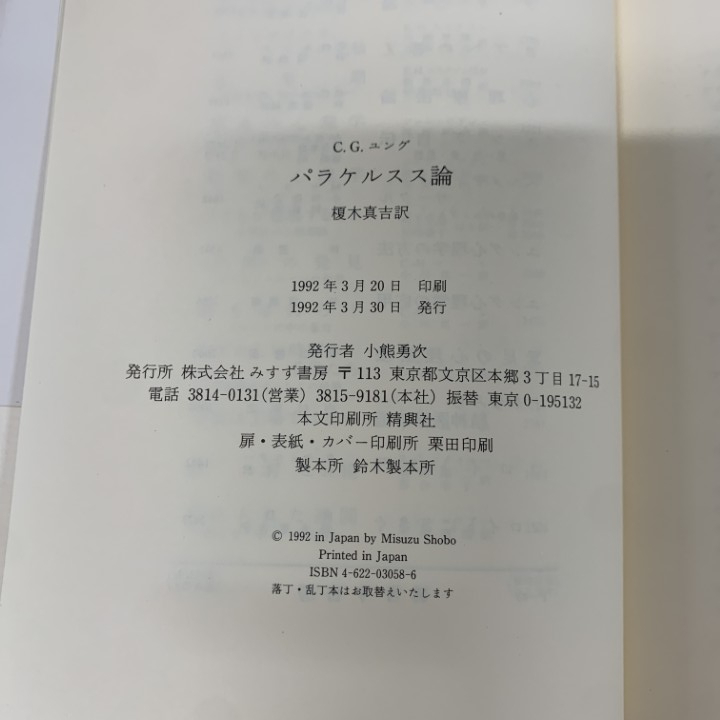 C. G. ユング
パラケルスス論
榎木真吉訳
1992年3月20日 印刷
1992年3月30日 発行
発行者 小熊勇次
発行所 株式会社 みすず書房 〒113 東京都文京区本郷3丁目17-15
電話 3814-0131(営業) 3815-9181(本社) 振替 東京0-195132
本文印刷所 精興社
扉・表紙・カバー印刷所 栗田印刷
製本所 鈴木製本所
© 1992 in Japan by Misuzu Shobo
Printed in Japan
ISBN 4-622-03058-6
落丁・乱丁本はお取替えいたします